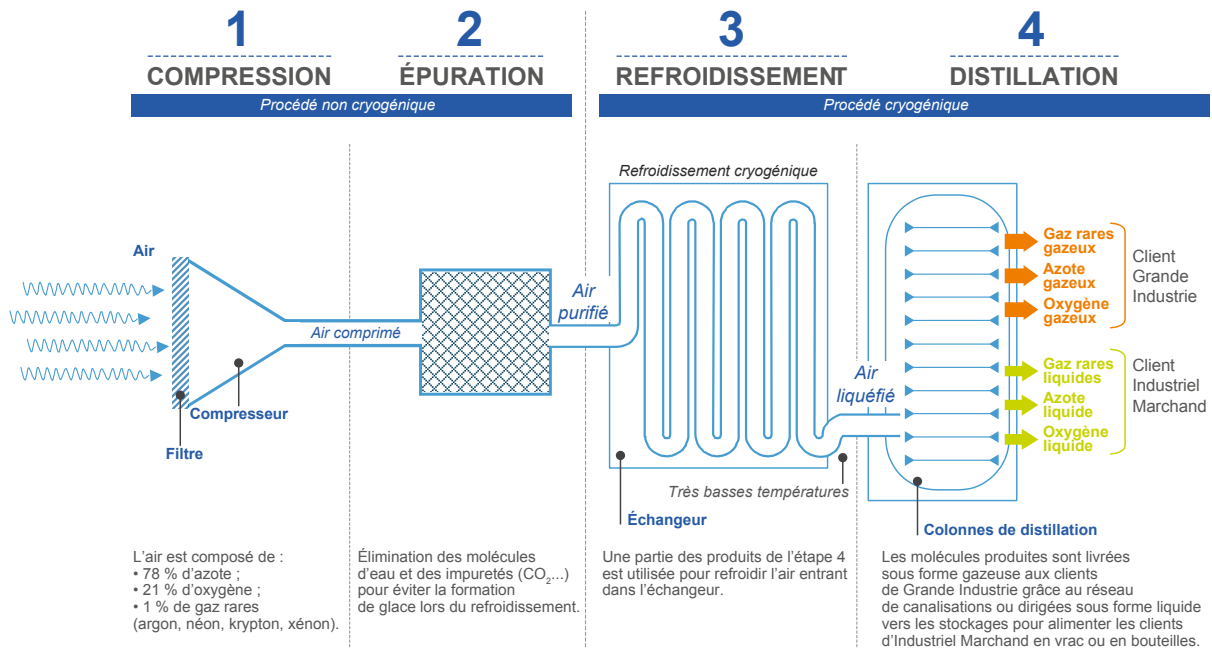 1
COMPRESSION
2
ÉPURATION
3
REFROIDISSEMENT
4
DISTILLATION
Procédé non cryogénique
Procédé cryogénique
Air
Air comprimé
Compresseur
Filtre
Air
purifié
Refroidissement cryogénique
Air
liquéfié
Très basses températures
Échangeur
Gaz rares
gazeux
Azote
gazeux
Oxygène
gazeux
Client
Grande
Industrie
Gaz rares
liquides
Azote
liquide
Oxygène
liquide
Client
Industriel
Marchand
Colonnes de distillation
L'air est composé de :
• 78 % d'azote ;
• 21 % d'oxygène ;
• 1 % de gaz rares
(argon, néon, krypton, xénon).
Élimination des molécules
d'eau et des impuretés (CO₂...)
pour éviter la formation
de glace lors du refroidissement.
Une partie des produits de l'étape 4
est utilisée pour refroidir l'air entrant
dans l'échangeur.
Les molécules produites sont livrées
sous forme gazeuse aux clients
de Grande Industrie grâce au réseau
de canalisations ou dirigées sous forme liquide
vers les stockages pour alimenter les clients
d'Industriel Marchand en vrac ou en bouteilles.